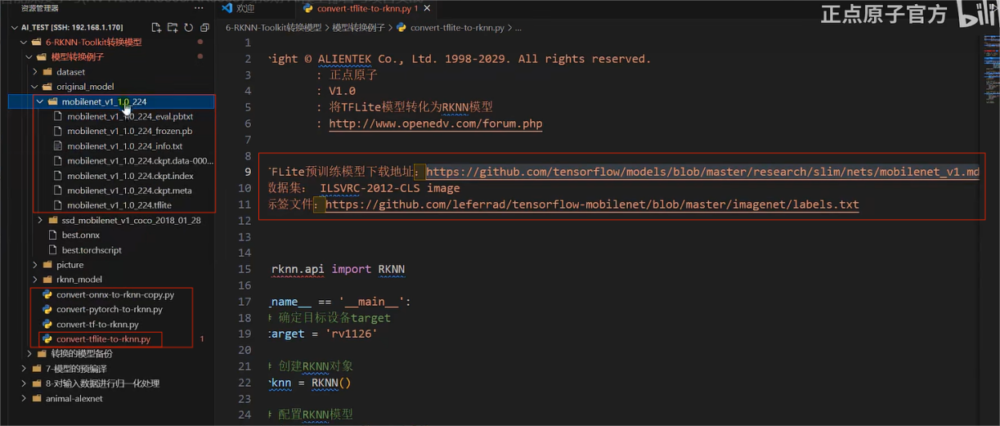 资源管理器
欢迎
convert-tflite-to-rknn.py 1
正点原子官方
bili
AI_TEST [SSH: 192.168.1.170]
6-RKNN-Toolkit转换模型 > 模型转换例子 > convert-tflite-to-rknn.py > ...
6-RKNN-Toolkit转换模型
模型转换例子
dataset
original_model
mobilenet_v1_1.0_224
mobilenet_v1_1.0_224_eval.pbtxt
mobilenet_v1_1.0_224_frozen.pb
mobilenet_v1_1.0_224_info.txt
mobilenet_v1_1.0_224.ckpt.data-000...
mobilenet_v1_1.0_224.ckpt.index
mobilenet_v1_1.0_224.ckpt.meta
mobilenet_v1_1.0_224.tflite
ssd_mobilenet_v1_coco_2018_01_28
best.onnx
best.torchscript
picture
rknn_model
convert-onnx-to-rknn-copy.py
convert-pytorch-to-rknn.py
convert-tf-to-rknn.py
convert-tflite-to-rknn.py 1
转换的模型备份
7-模型的预编译
8-对输入数据进行归一化处理
animal-alexnet
1
2 right © ALIENTEK Co., Ltd. 1998-2029. All rights reserved.
3 : 正点原子
4 : V1.0
5 : 将TFLite模型转化为RKNN模型
6 : http://www.openedv.com/forum.php
7
8
9 TFLite预训练模型下载地址：https://github.com/tensorflow/models/blob/master/research/slim/nets/mobilenet_v1.md
10 数据集： ILSVRC-2012-CLS image
11 标签文件：https://github.com/leferrad/tensorflow-mobilenet/blob/master/imagenet/labels.txt
12
13
14
15 rknn.api import RKNN
16
17 _name__ == '__main__':
18 # 确定目标设备target
19 target = 'rv1126'
20
21 # 创建RKNN对象
22 rknn = RKNN()
23
24 # 配置RKNN模型